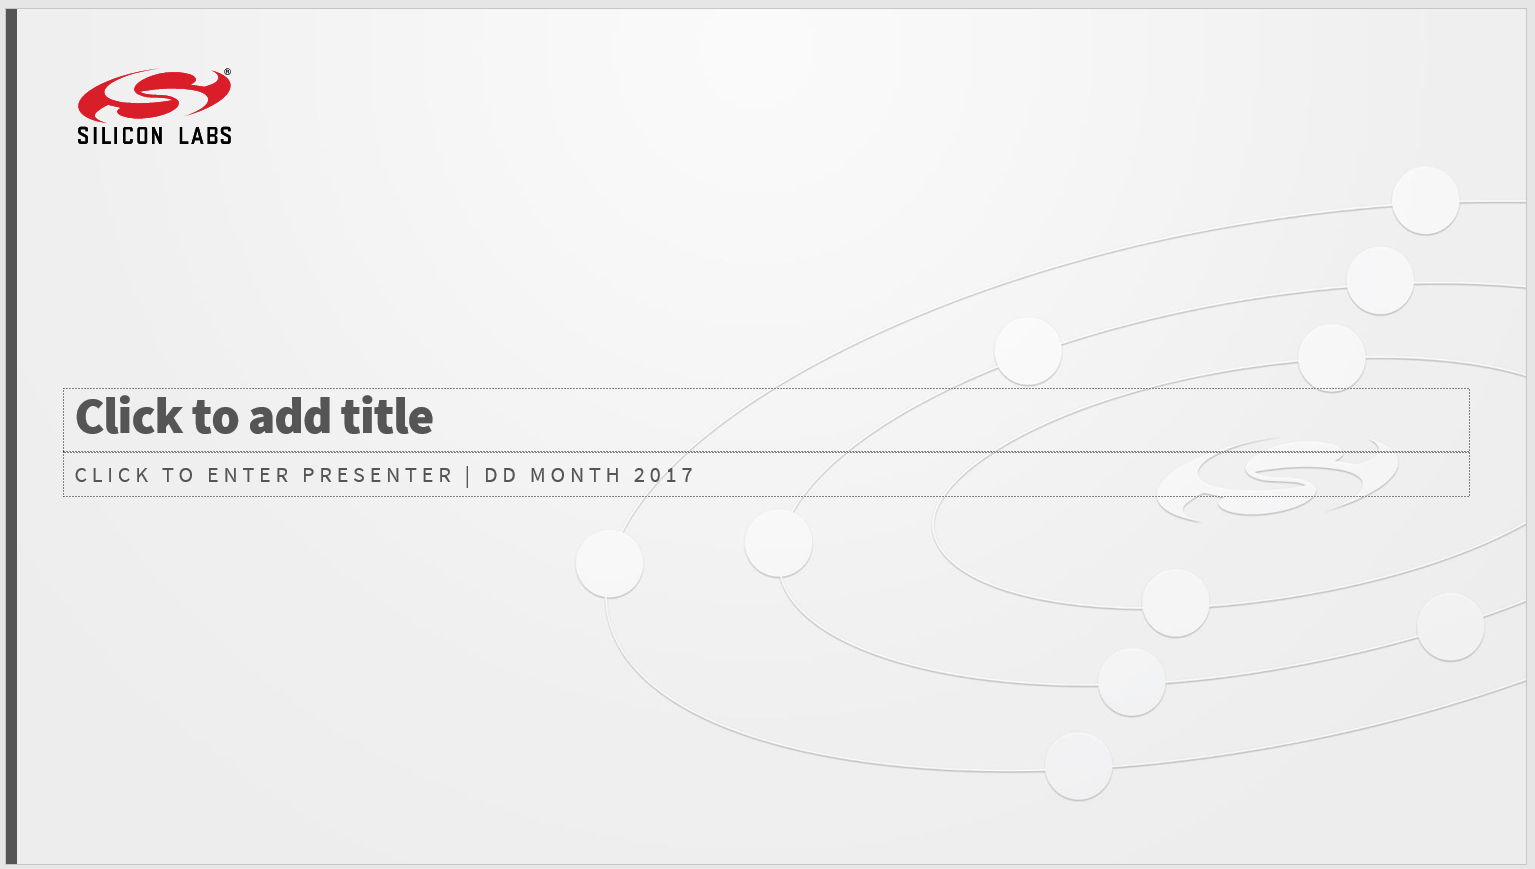 ®
SILICON LABS
Click to add title
CLICK TO ENTER PRESENTER | DD MONTH 2017